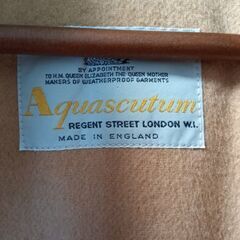 BY APPOINTMENT
TO H.M. QUEEN ELIZABETH THE QUEEN MOTHER
MAKERS OF WEATHERPROOF GARMENTS
Aquascutum
REGENT STREET LONDON W.I.
MADE IN ENGLAND